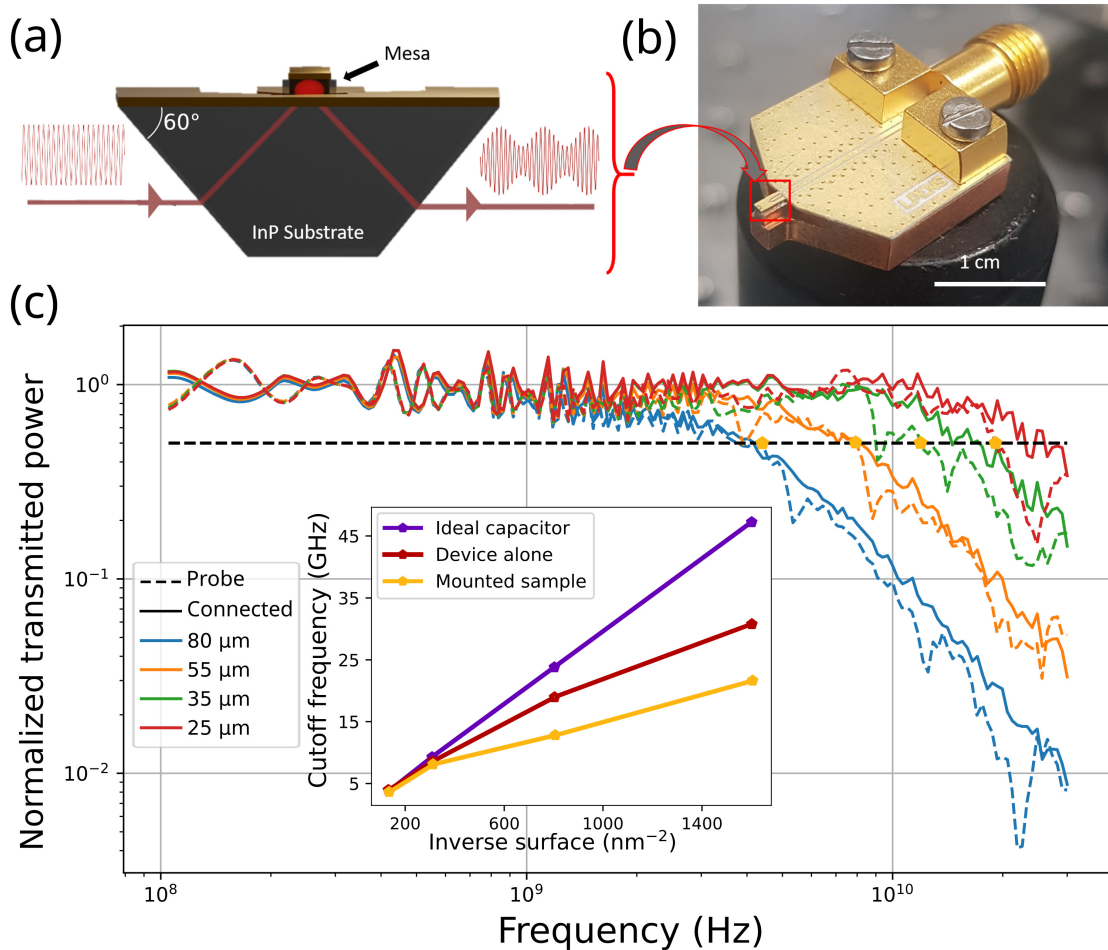 (a)
Mesa
60°
InP Substrate
(b)
1 cm
(c)
Normalized transmitted power
10⁰
10⁻¹
10⁻²
Probe
Connected
80 μm
55 μm
35 μm
25 μm
Cutoff frequency (GHz)
45
35
25
15
5
Ideal capacitor
Device alone
Mounted sample
200
600
1000
1400
Inverse surface (nm⁻²)
10⁸
10⁹
10¹⁰
Frequency (Hz)